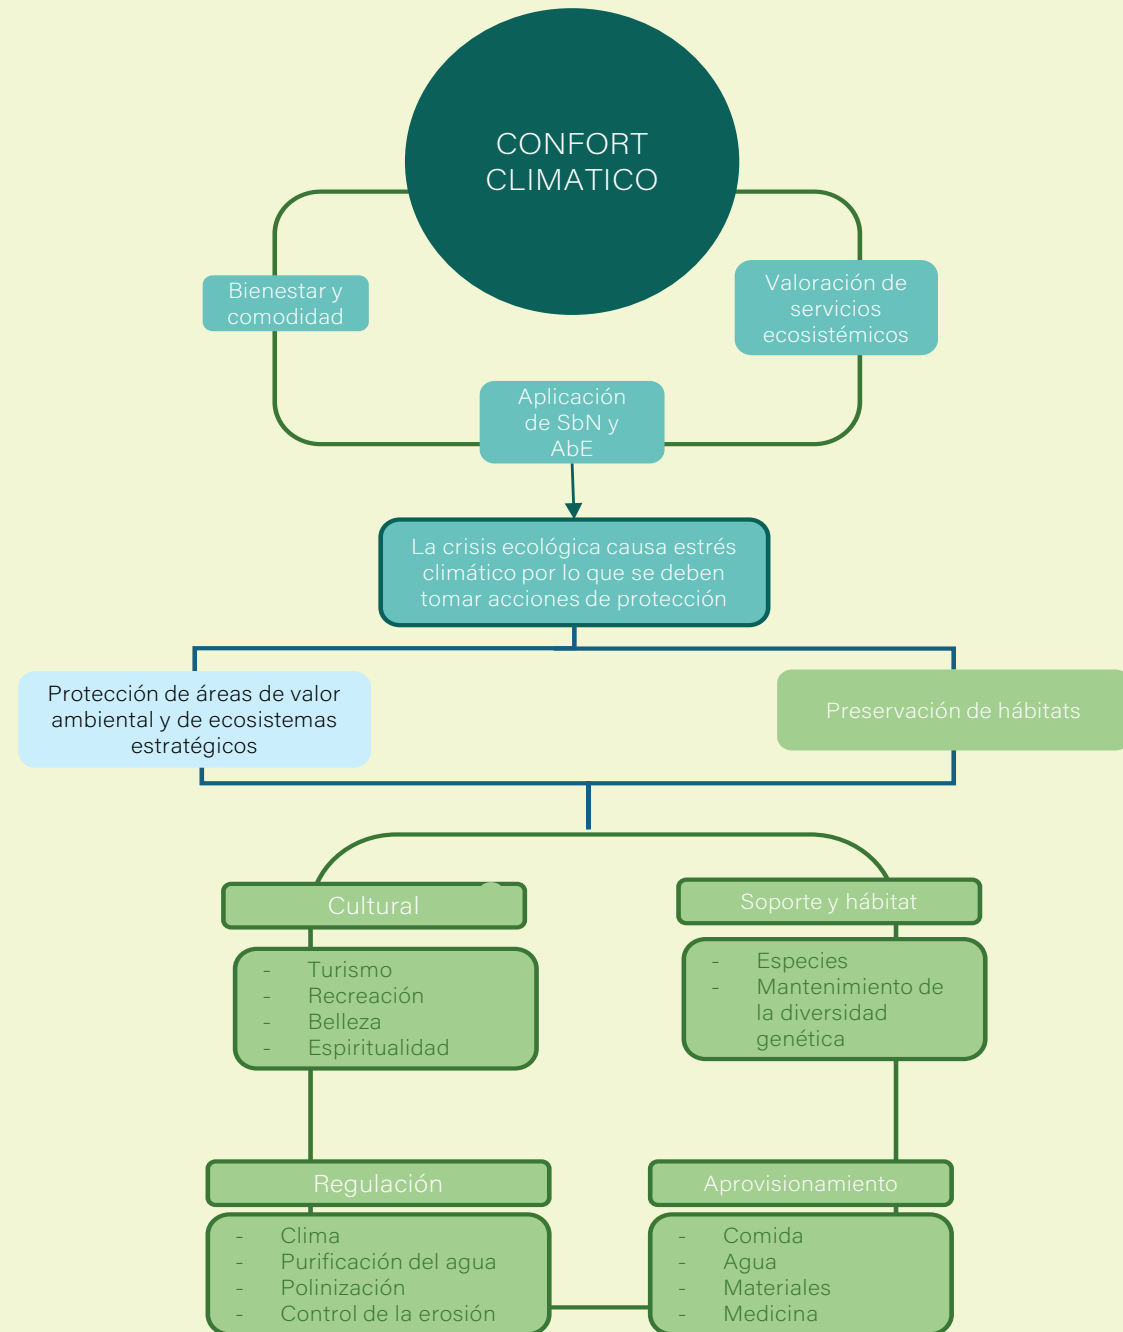 CONFORT
CLIMATICO
Bienestar y
comodidad
Valoración de
servicios
ecosistémicos
Aplicación
de SbN y
AbE
La crisis ecológica causa estrés
climático por lo que se deben
tomar acciones de protección
Protección de áreas de valor
ambiental y de ecosistemas
estratégicos
Preservación de hábitats
Cultural
- Turismo
- Recreación
- Belleza
- Espiritualidad
Soporte y hábitat
- Especies
- Mantenimiento de
la diversidad
genética
Regulación
- Clima
- Purificación del agua
- Polinización
- Control de la erosión
Aprovisionamiento
- Comida
- Agua
- Materiales
- Medicina